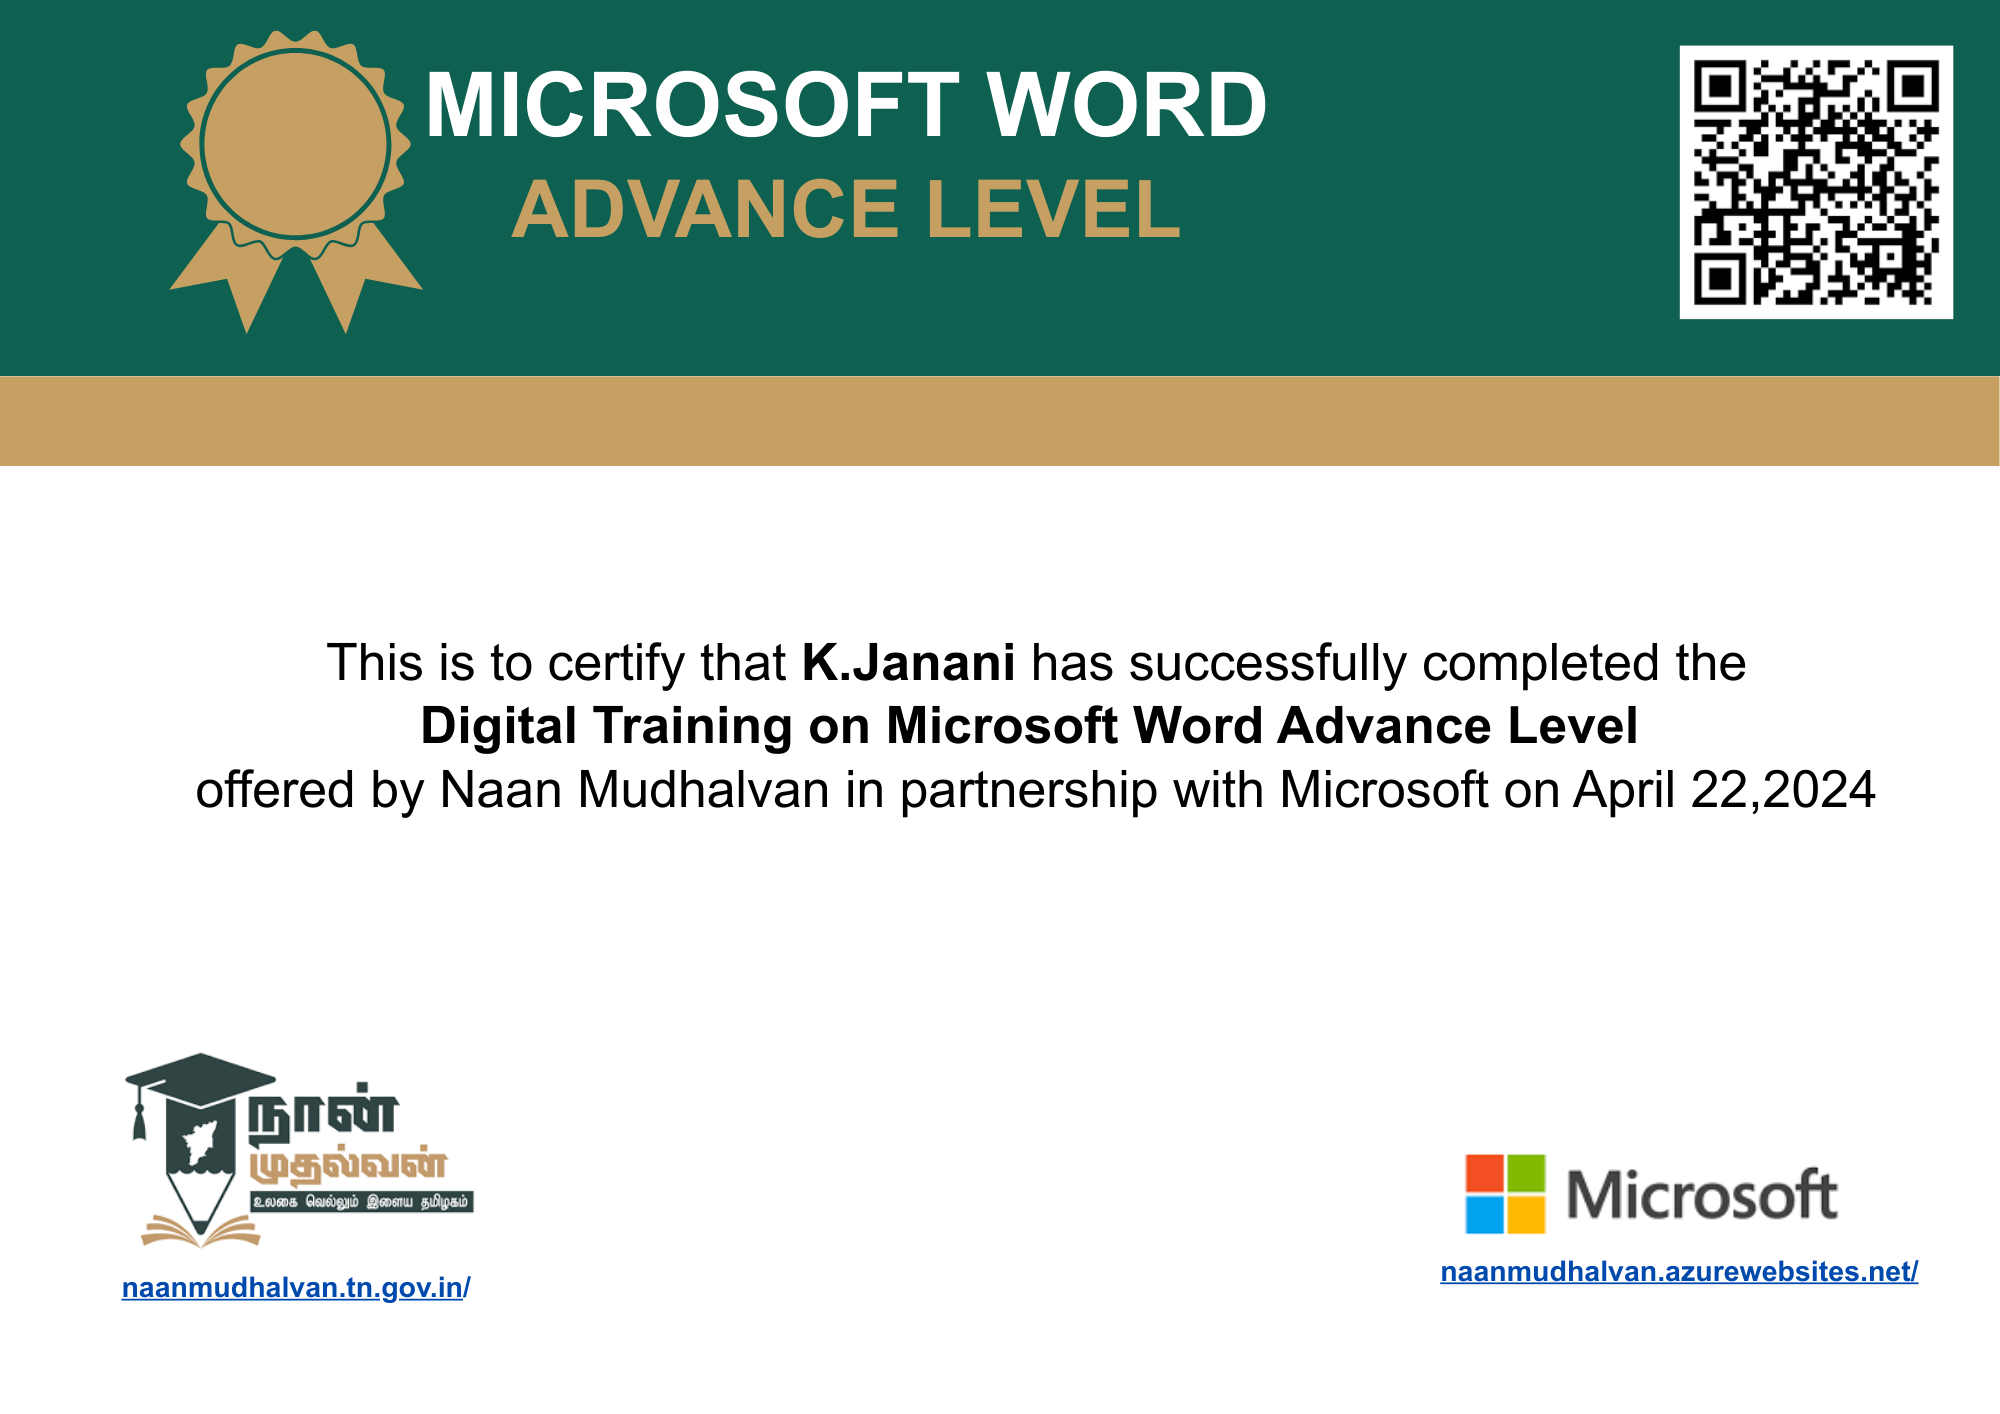 MICROSOFT WORD
ADVANCE LEVEL
This is to certify that K.Janani has successfully completed the
Digital Training on Microsoft Word Advance Level
offered by Naan Mudhalvan in partnership with Microsoft on April 22,2024
நான்
முதல்வன்
உலகை வெல்லும் இளைய தமிழகம்
naanmudhalvan.tn.gov.in/
Microsoft
naanmudhalvan.azurewebsites.net/